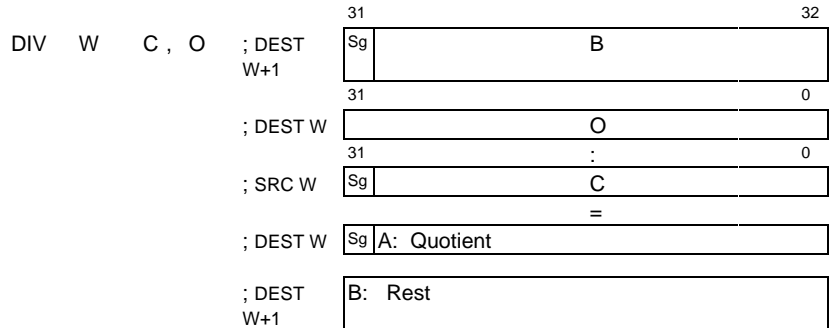 31 32
DIV W C , O ; DEST W+1 Sg B
31 0
; DEST W O
31 : 0
; SRC W Sg C
=
; DEST W Sg A: Quotient
; DEST W+1 B: Rest